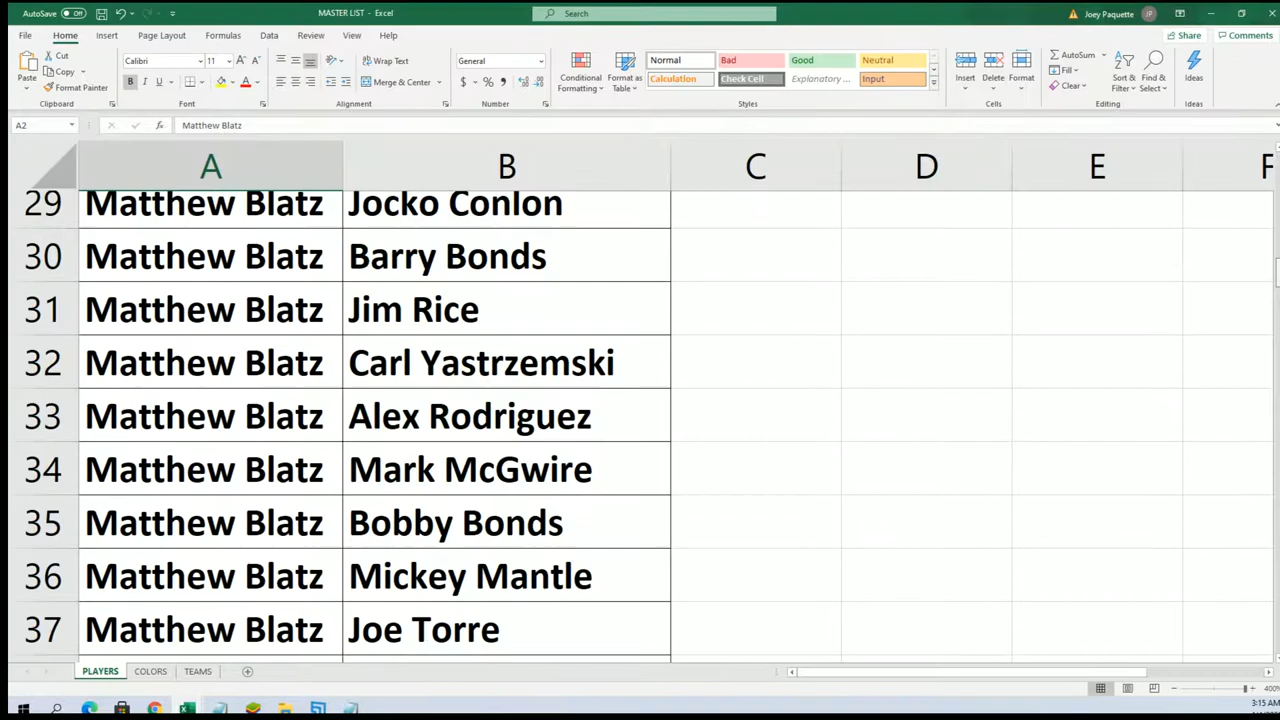 AutoSave Off MASTER LIST - Excel Search Joey Paquette JP
File Home Insert Page Layout Formulas Data Review View Help Share Comments
Paste Cut Copy Format Painter Calibri 11 Wrap Text Merge & Center General Conditional Formatting Format as Table Normal Bad Good Neutral Calculation Check Cell Explanatory ... Input Insert Delete Format AutoSum Fill Clear Sort & Filter Find & Select Ideas
Clipboard Font Alignment Number Styles Cells Editing Ideas
A2 fx Matthew Blatz
A B C D E F
29 Matthew Blatz Jocko Conlon
30 Matthew Blatz Barry Bonds
31 Matthew Blatz Jim Rice
32 Matthew Blatz Carl Yastrzemski
33 Matthew Blatz Alex Rodriguez
34 Matthew Blatz Mark McGwire
35 Matthew Blatz Bobby Bonds
36 Matthew Blatz Mickey Mantle
37 Matthew Blatz Joe Torre
PLAYERS COLORS TEAMS
400%
3:15 AM